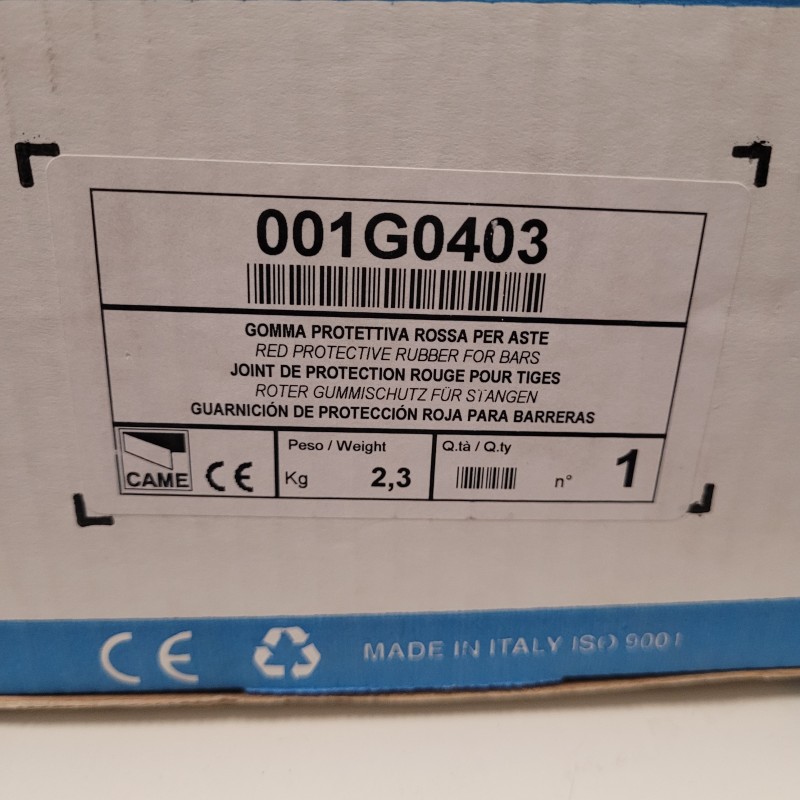 001G0403
GOMMA PROTETTIVA ROSSA PER ASTE
RED PROTECTIVE RUBBER FOR BARS
JOINT DE PROTECTION ROUGE POUR TIGES
ROTER GUMMISCHUTZ FÜR STANGEN
GUARNICIÓN DE PROTECCIÓN ROJA PARA BARRERAS
CAME CE
Peso / Weight
Kg 2,3
Q.tà / Q.ty
n° 1
CE MADE IN ITALY ISO 9001